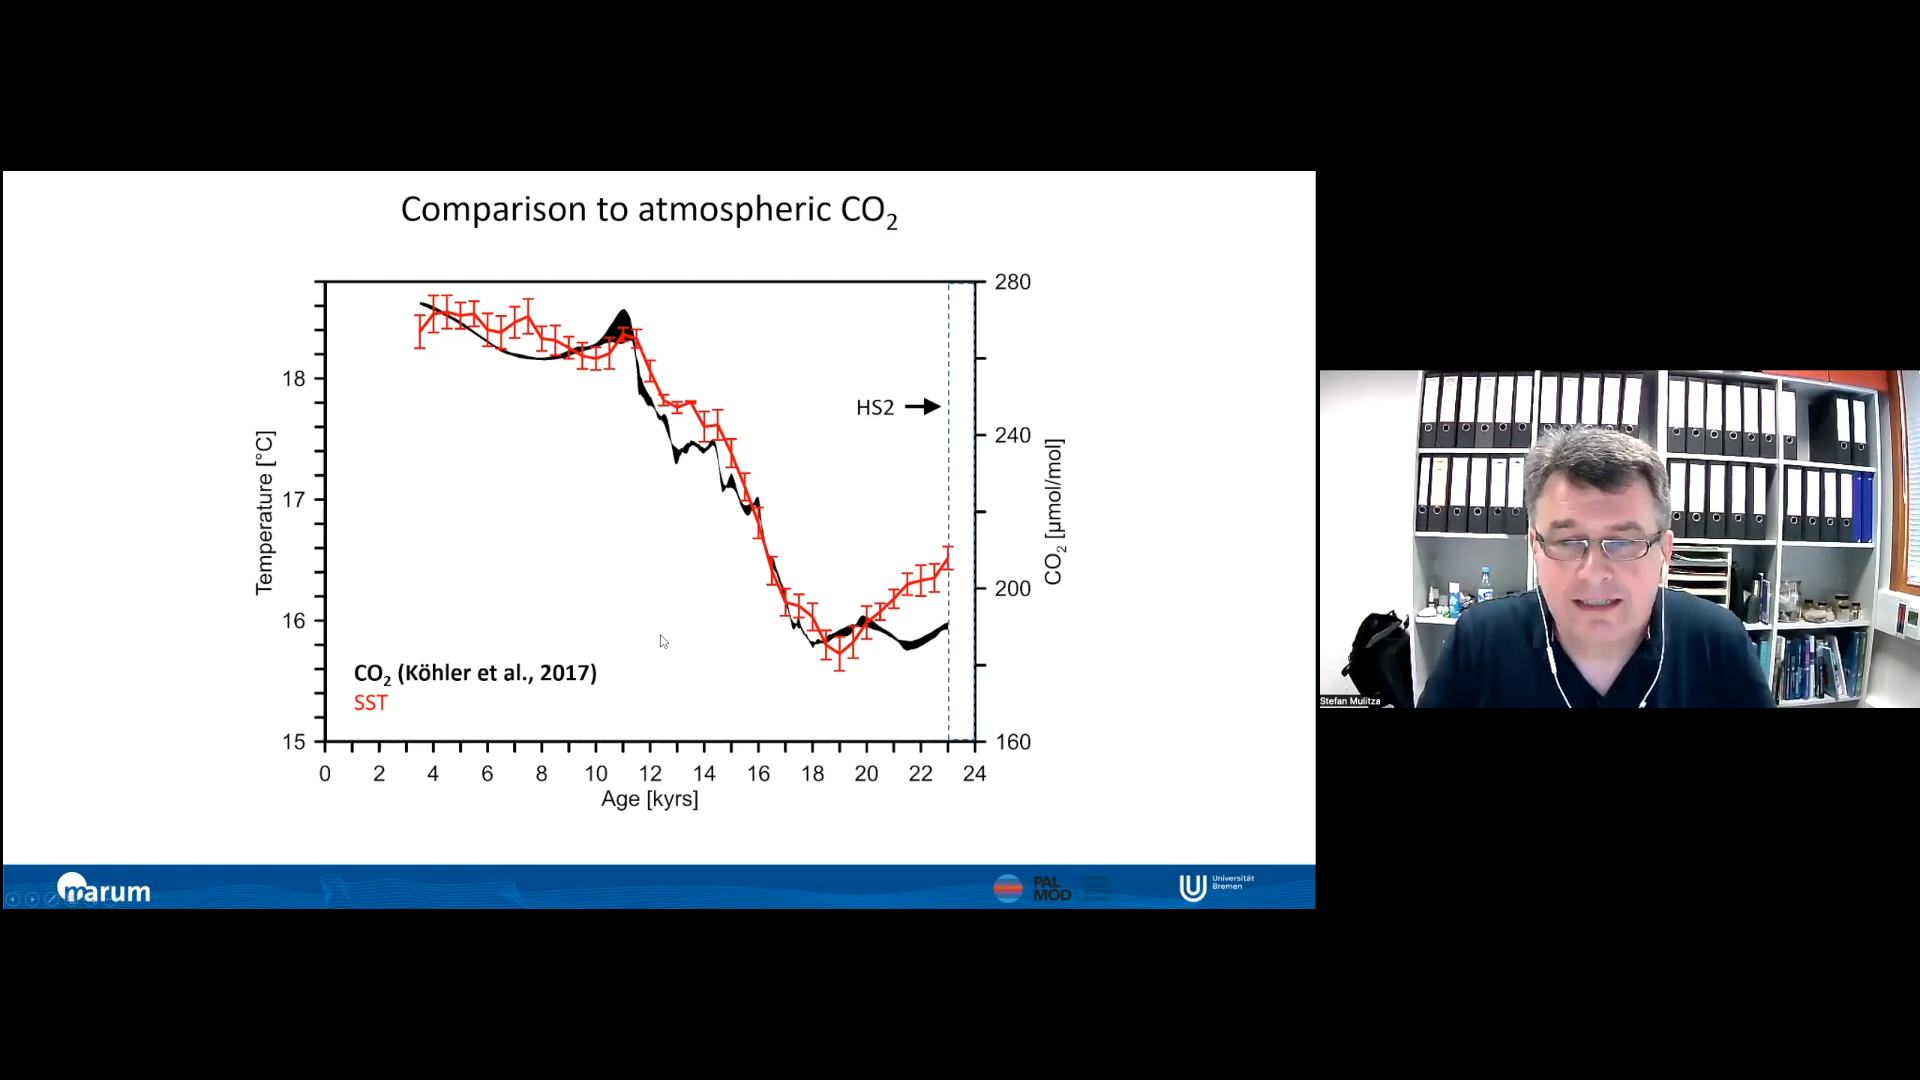 Comparison to atmospheric CO2
280
18
HS2
240
Temperature [°C]
CO2 [µmol/mol]
17
200
16
CO2 (Köhler et al., 2017)
SST
15
160
0 2 4 6 8 10 12 14 16 18 20 22 24
Age [kyrs]
marum
PAL
MOD
Universität
Bremen
Stefan Mulitza